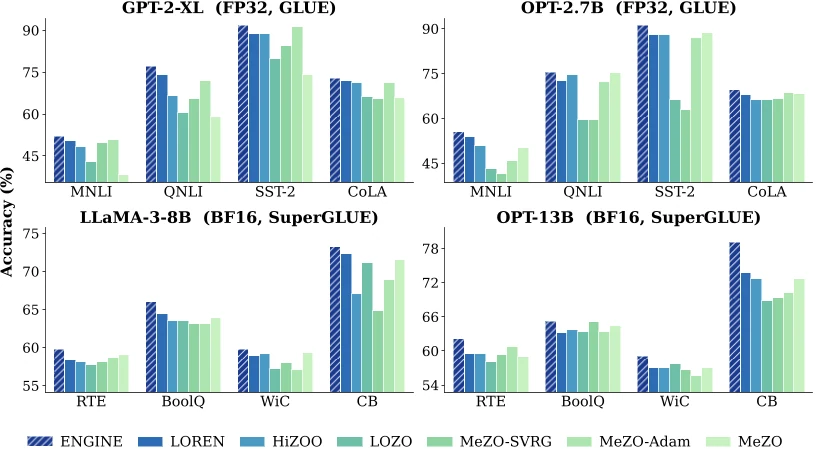 GPT-2-XL (FP32, GLUE)
90
75
60
45
MNLI QNLI SST-2 CoLA
OPT-2.7B (FP32, GLUE)
90
75
60
45
MNLI QNLI SST-2 CoLA
Accuracy (%)
LLaMA-3-8B (BF16, SuperGLUE)
75
70
65
60
55
RTE BoolQ WiC CB
OPT-13B (BF16, SuperGLUE)
78
72
66
60
54
RTE BoolQ WiC CB
ENGINE LOREN HiZOO LOZO MeZO-SVRG MeZO-Adam MeZO